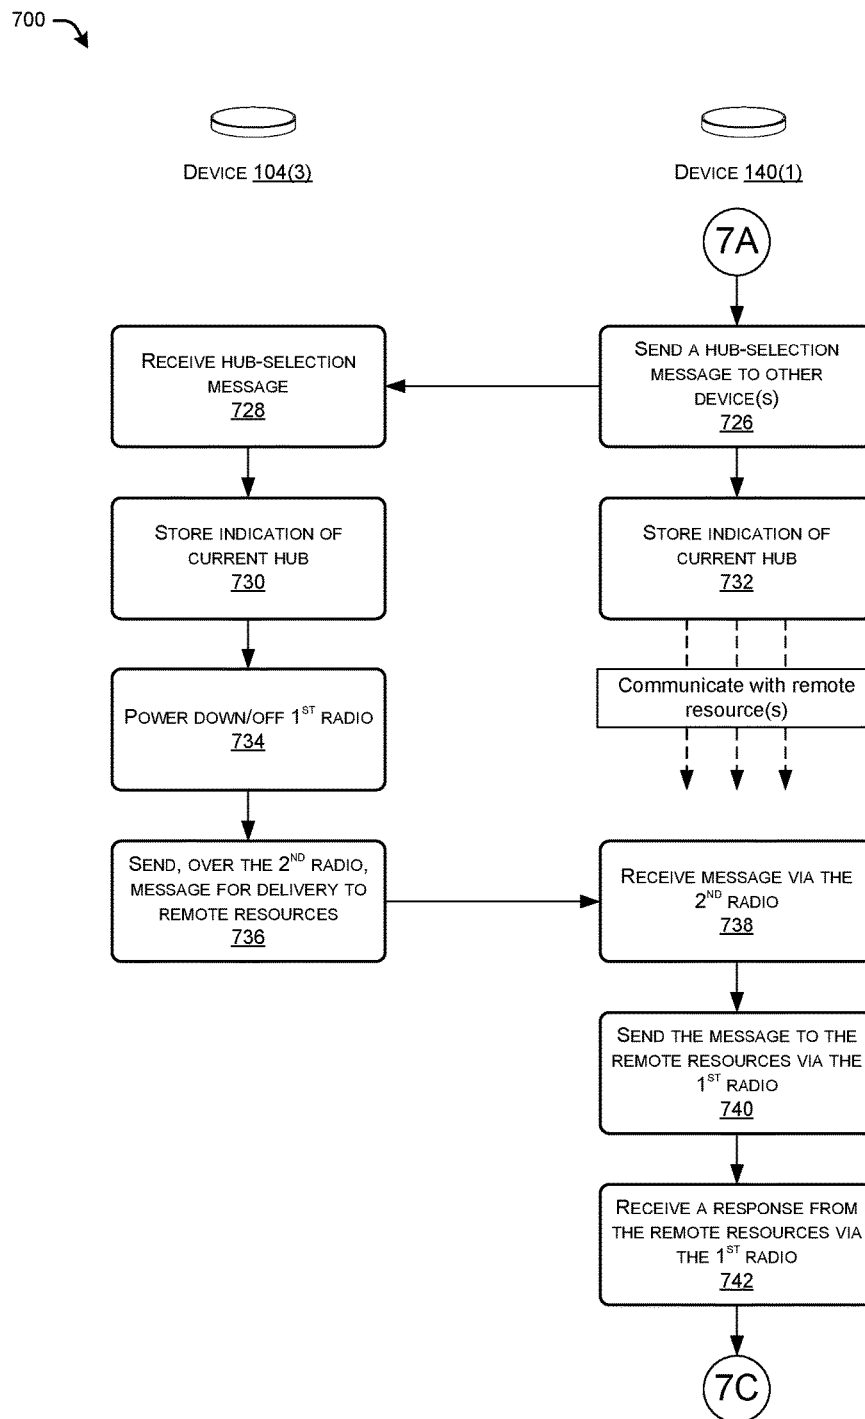 700
DEVICE 104(3)
DEVICE 140(1)
7A
SEND A HUB-SELECTION
MESSAGE TO OTHER
DEVICE(S)
726
RECEIVE HUB-SELECTION
MESSAGE
728
STORE INDICATION OF
CURRENT HUB
730
STORE INDICATION OF
CURRENT HUB
732
Communicate with remote
resource(s)
POWER DOWN/OFF 1ST RADIO
734
SEND, OVER THE 2ND RADIO,
MESSAGE FOR DELIVERY TO
REMOTE RESOURCES
736
RECEIVE MESSAGE VIA THE
2ND RADIO
738
SEND THE MESSAGE TO THE
REMOTE RESOURCES VIA THE
1ST RADIO
740
RECEIVE A RESPONSE FROM
THE REMOTE RESOURCES VIA
THE 1ST RADIO
742
7C